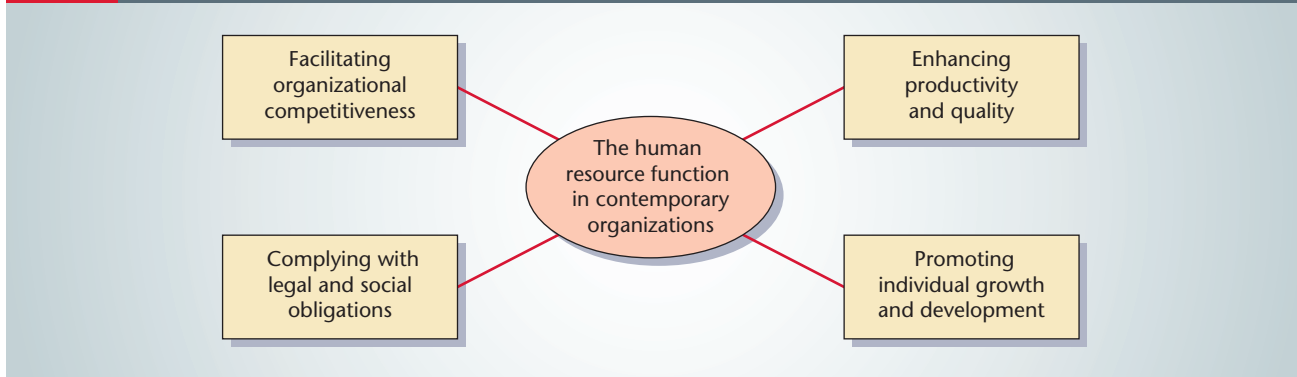 Facilitating
organizational
competitiveness
Enhancing
productivity
and quality
The human
resource function
in contemporary
organizations
Complying with
legal and social
obligations
Promoting
individual growth
and development